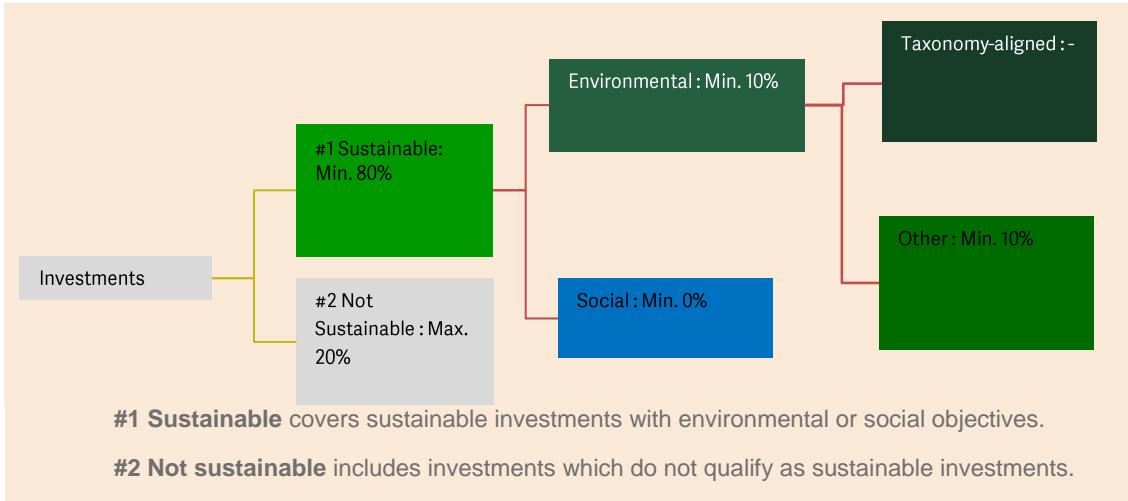 Taxonomy-aligned : -
Environmental : Min. 10%
#1 Sustainable:
Min. 80%
Other : Min. 10%
Investments
#2 Not
Sustainable : Max.
20%
Social : Min. 0%
#1 Sustainable covers sustainable investments with environmental or social objectives.
#2 Not sustainable includes investments which do not qualify as sustainable investments.